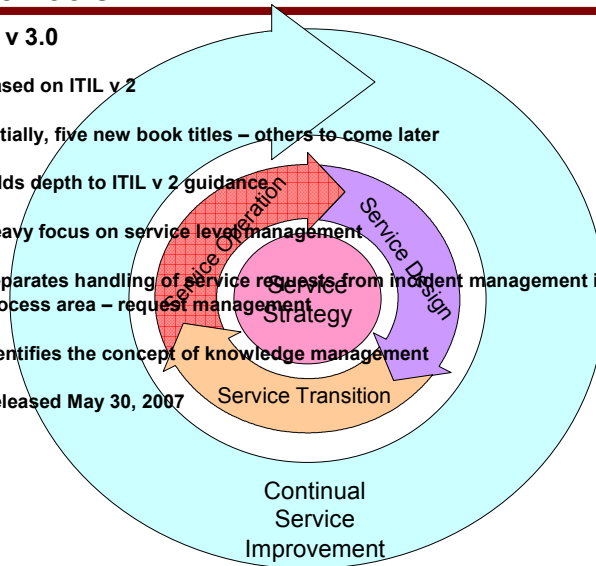 v 3.0
ased on ITIL v 2
tially, five new book titles – others to come later
dds depth to ITIL v 2 guidance
eavy focus on service level management
eparates handling of service requests from incident management i
ocess area – request management
entifies the concept of knowledge management
eleased May 30, 2007
Service Operation
Service Design
Service
Strategy
Service Transition
Continual
Service
Improvement